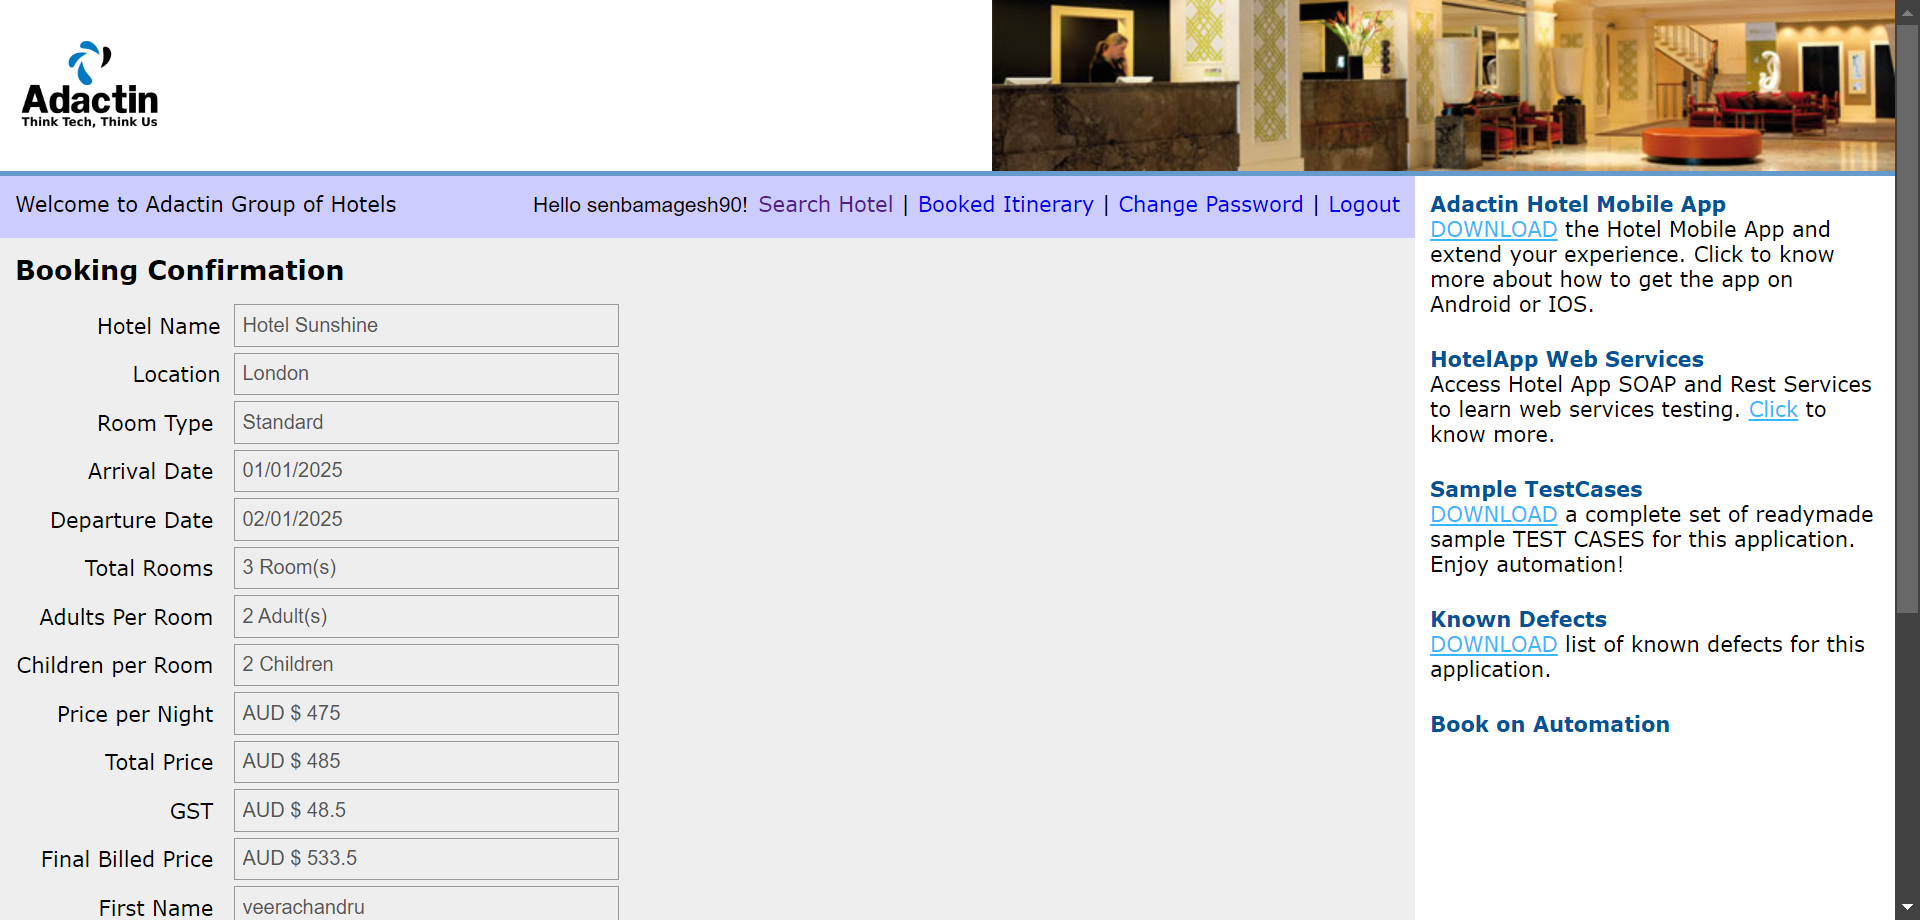 Adactin
Think Tech, Think Us
Welcome to Adactin Group of Hotels
Hello senbamagesh90! Search Hotel | Booked Itinerary | Change Password | Logout
Booking Confirmation
Hotel Name Hotel Sunshine
Location London
Room Type Standard
Arrival Date 01/01/2025
Departure Date 02/01/2025
Total Rooms 3 Room(s)
Adults Per Room 2 Adult(s)
Children per Room 2 Children
Price per Night AUD $ 475
Total Price AUD $ 485
GST AUD $ 48.5
Final Billed Price AUD $ 533.5
First Name veerachandru
Adactin Hotel Mobile App
DOWNLOAD the Hotel Mobile App and
extend your experience. Click to know
more about how to get the app on
Android or IOS.
HotelApp Web Services
Access Hotel App SOAP and Rest Services
to learn web services testing. Click to
know more.
Sample TestCases
DOWNLOAD a complete set of readymade
sample TEST CASES for this application.
Enjoy automation!
Known Defects
DOWNLOAD list of known defects for this
application.
Book on Automation